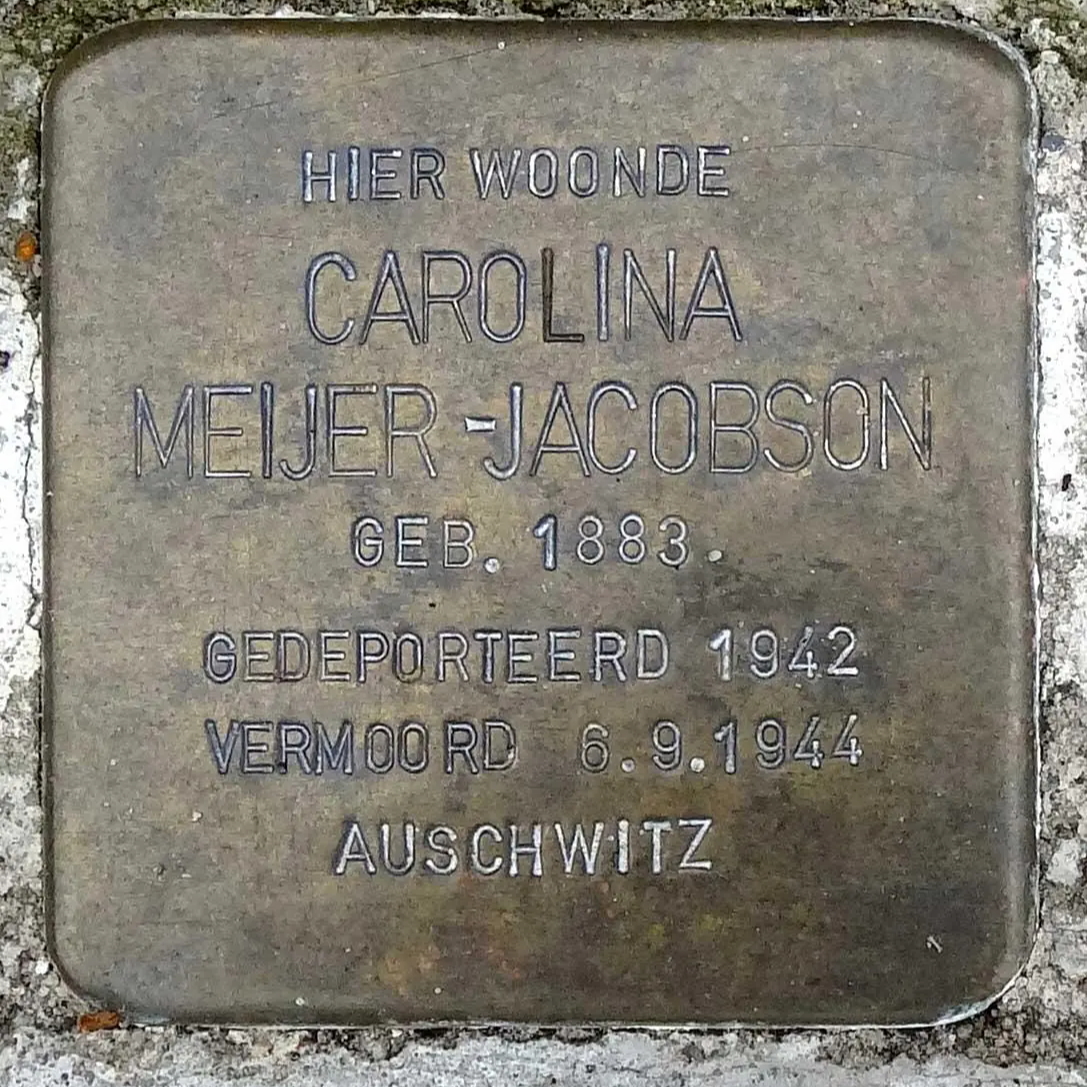 HIER WOONDE
CAROLINA
MEIJER-JACOBSON
GEB. 1883
GEDEPORTEERD 1942
VERMOORD 6.9.1944
AUSCHWITZ